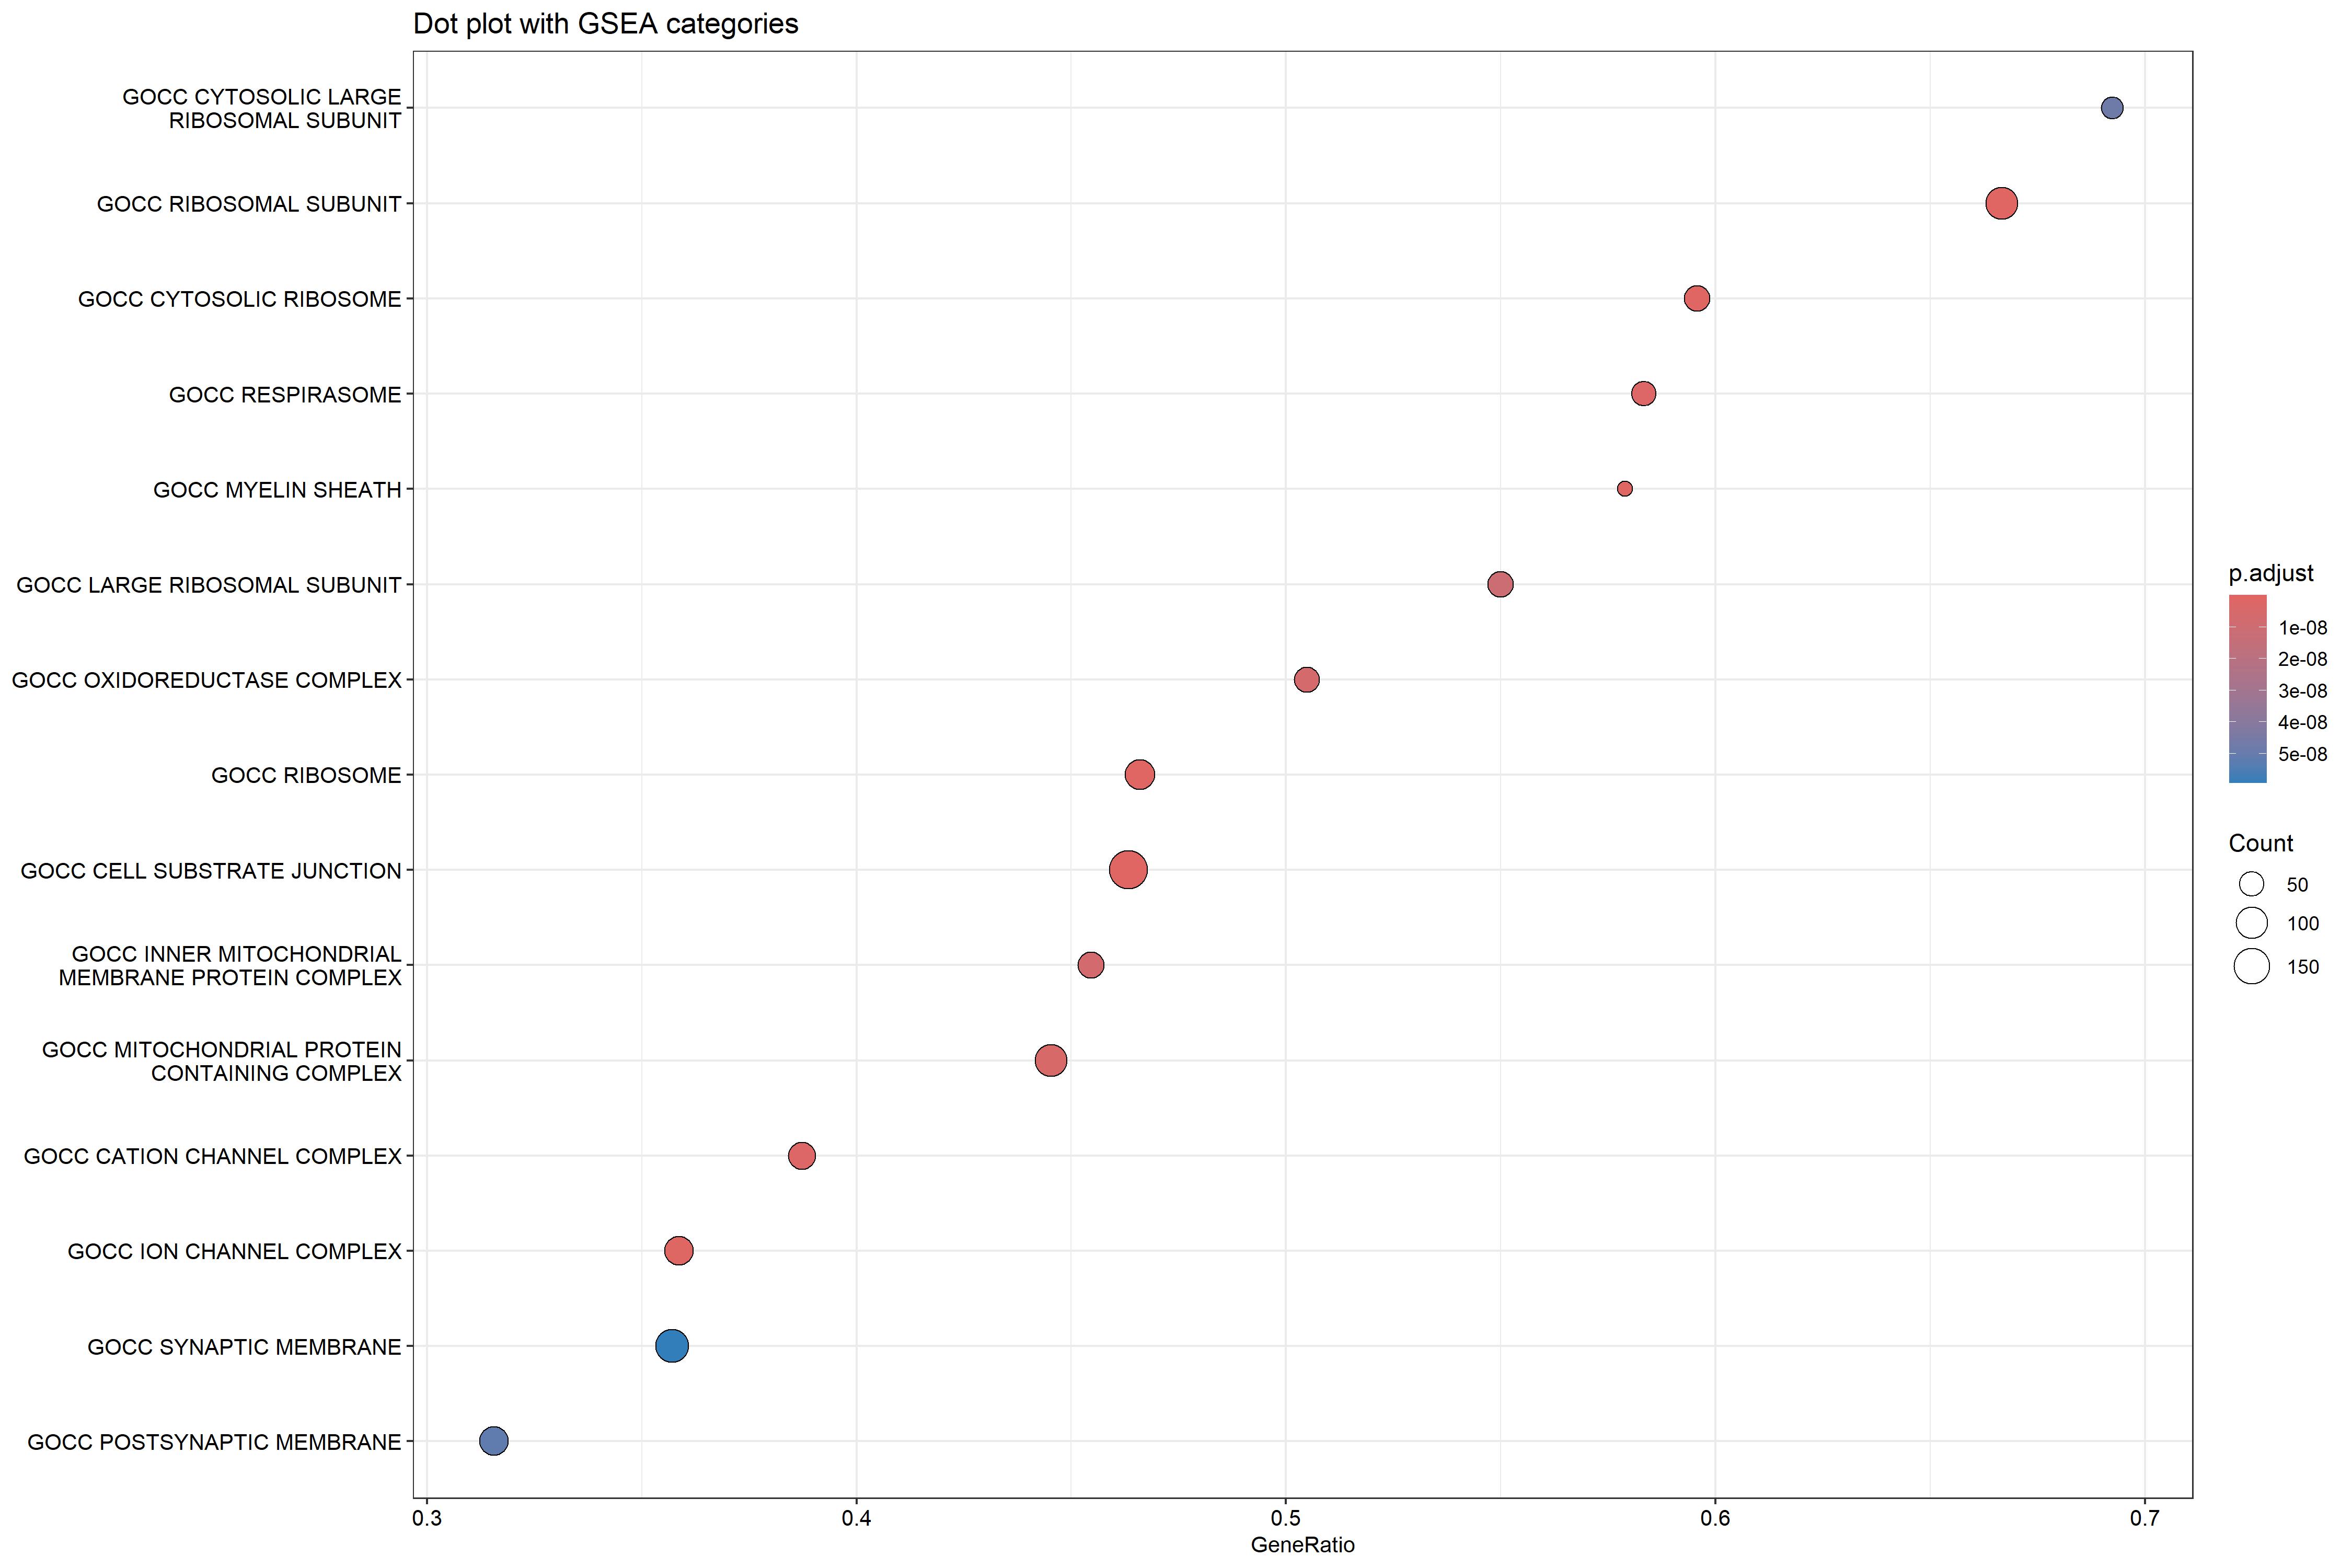 Dot plot with GSEA categories
GOCC CYTOSOLIC LARGE
RIBOSOMAL SUBUNIT
GOCC RIBOSOMAL SUBUNIT
GOCC CYTOSOLIC RIBOSOME
GOCC RESPIRASOME
GOCC MYELIN SHEATH
GOCC LARGE RIBOSOMAL SUBUNIT
GOCC OXIDOREDUCTASE COMPLEX
GOCC RIBOSOME
GOCC CELL SUBSTRATE JUNCTION
GOCC INNER MITOCHONDRIAL
MEMBRANE PROTEIN COMPLEX
GOCC MITOCHONDRIAL PROTEIN
CONTAINING COMPLEX
GOCC CATION CHANNEL COMPLEX
GOCC ION CHANNEL COMPLEX
GOCC SYNAPTIC MEMBRANE
GOCC POSTSYNAPTIC MEMBRANE
0.3 0.4 0.5 0.6 0.7
GeneRatio
p.adjust
1e-08
2e-08
3e-08
4e-08
5e-08
Count
50
100
150